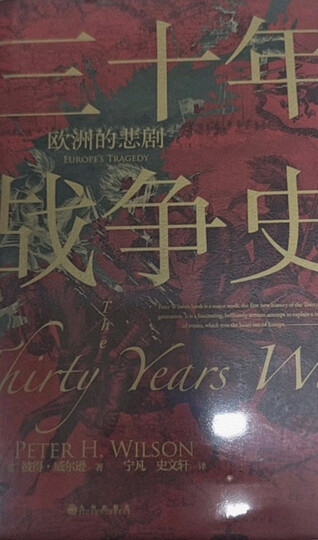 三十年
欧洲的悲剧
EUROPE'S TRAGEDY
战争史
The
Thirty Years W
PETER H. WILSON
彼得·威尔逊 著 宁凡 史文轩 译